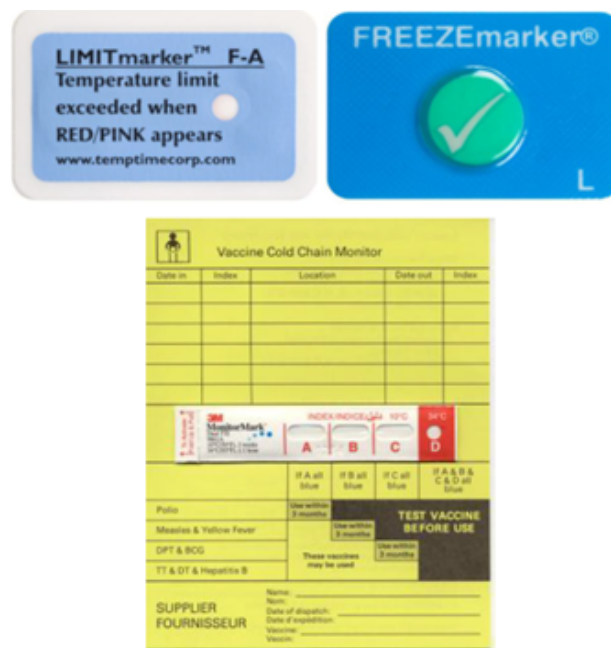 LIMITmarker™ F-A
Temperature limit
exceeded when
RED/PINK appears
www.temptimecorp.com
FREEZEmarker®
L
Vaccine Cold Chain Monitor
Date in Index Location Date out Index
3M
MonitorMark
INDEX/INDICE 10°C 34°C
A B C D
If A all blue
If B all blue
If C all blue
If A & B & C & D all blue
Polio
Use within 3 months
TEST VACCINE
BEFORE USE
Measles & Yellow Fever
Use within 3 months
DPT & BCG
These vaccines may be used
Use within 3 months
TT & DT & Hepatitis B
SUPPLIER
FOURNISSEUR
Name:
Nom:
Date of dispatch:
Date d'expédition:
Vaccine:
Vaccin: